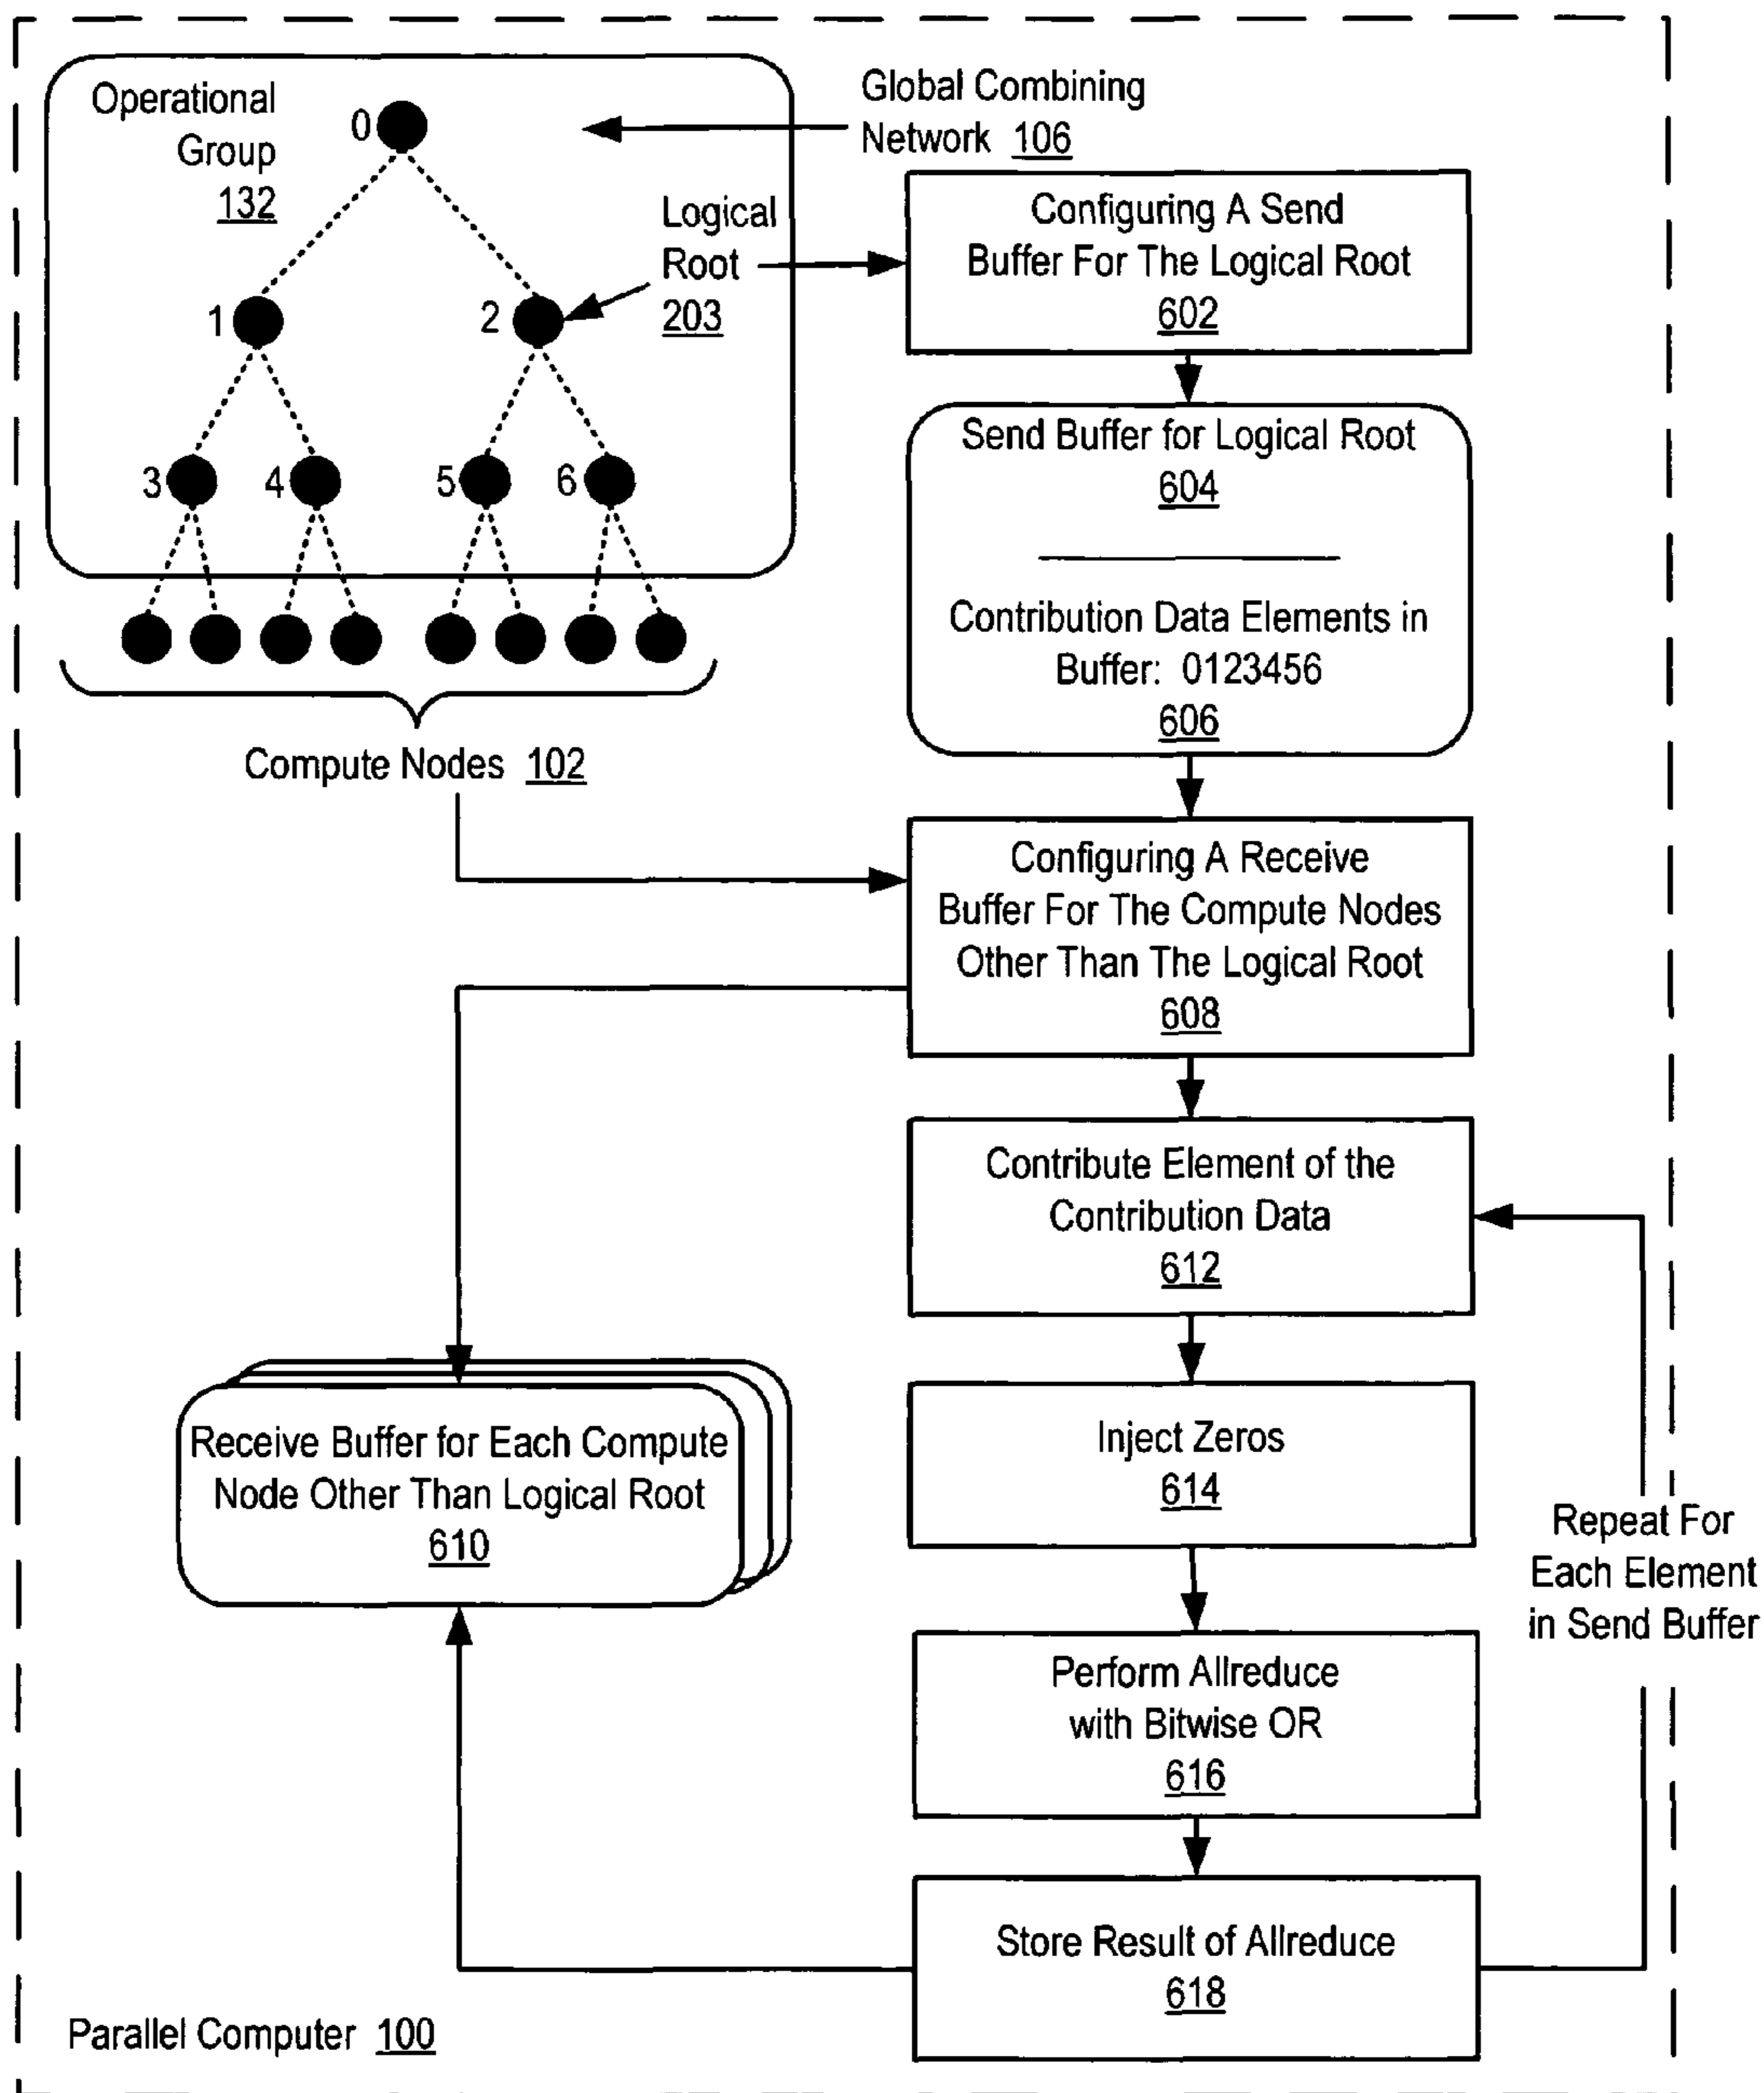 Operational
Group
132
0
Global Combining
Network 106
Logical
Root
203
1
2
3
4
5
6
Compute Nodes 102
Configuring A Send
Buffer For The Logical Root
602
Send Buffer for Logical Root
604
Contribution Data Elements in
Buffer: 0123456
606
Configuring A Receive
Buffer For The Compute Nodes
Other Than The Logical Root
608
Contribute Element of the
Contribution Data
612
Inject Zeros
614
Receive Buffer for Each Compute
Node Other Than Logical Root
610
Repeat For
Each Element
in Send Buffer
Perform Allreduce
with Bitwise OR
616
Store Result of Allreduce
618
Parallel Computer 100